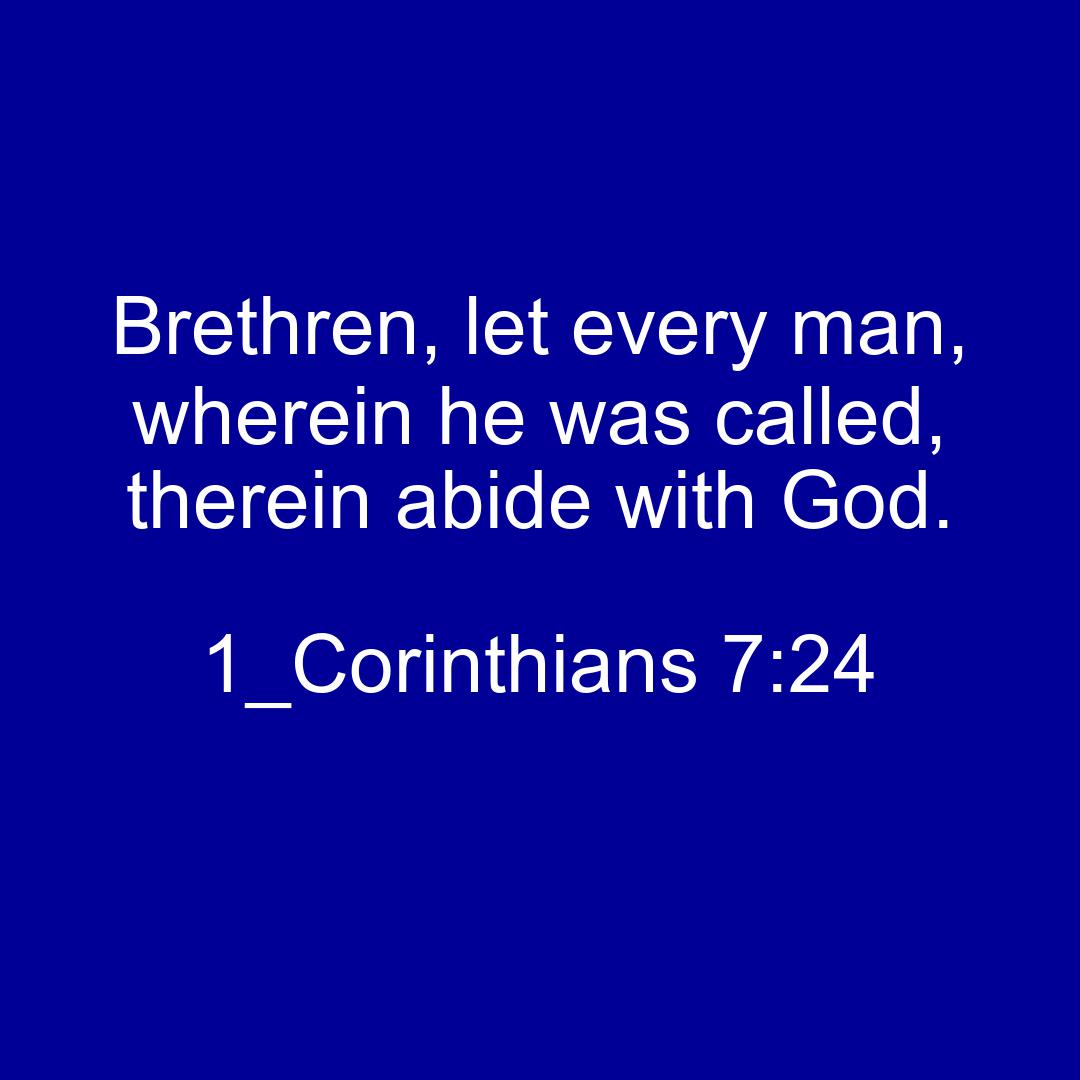 Brethren, let every man,
wherein he was called,
therein abide with God.
1_Corinthians 7:24